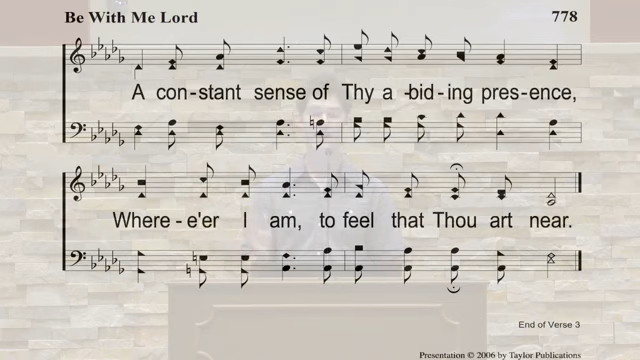 Be With Me Lord 778
A con-stant sense of Thy a-bid-ing pres-ence,
Where-e'er I am, to feel that Thou art near.
End of Verse 3
Presentation © 2006 by Taylor Publications